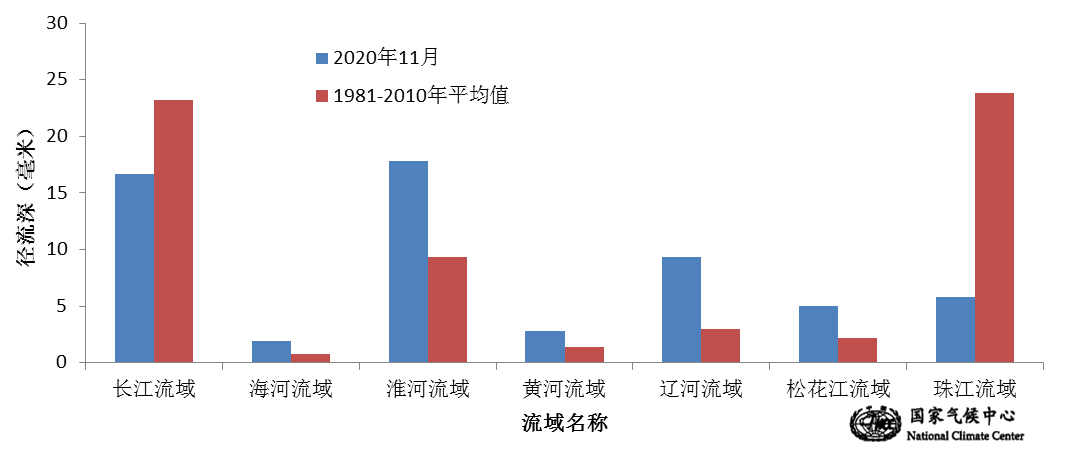 30
25
20
15
10
5
0
径流深（毫米）
2020年11月
1981-2010年平均值
长江流域 海河流域 淮河流域 黄河流域 辽河流域 松花江流域 珠江流域
流域名称
国家气候中心
National Climate Center